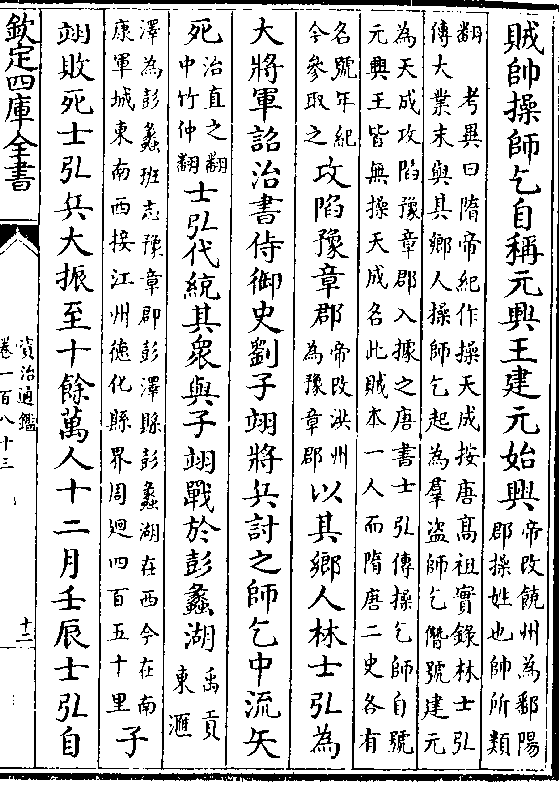 賊帥操師乞自稱元興王建元始興帝改饒州為鄱陽郡操姓也帥所類
翻　考異曰隋帝紀作操天成按唐髙祖實錄林士弘
傳大業末與其鄉人操師乞起為羣盜師乞僭號建元
為天成攻陷豫章郡入據之唐書士弘傳操乞師自號
元興王皆無操天成名此賊本一人而隋唐二史各有
名號年紀今參取之攻陷豫章郡帝改洪州為豫章郡以其鄉人林士弘為
大將軍詔治書侍御史劉子翊將兵討之師乞中流矢
死治直之翻中竹仲翻士弘代統其衆與子翊戰於彭蠡湖禹貢東滙
澤為彭蠡班志豫章郡彭澤縣彭蠡湖在西今在南
康軍城東南西接江州德化縣界周迴四百五十里子
翊敗死士弘兵大振至十餘萬人十二月壬辰士弘自
欽定四庫全書
資治通鑑
卷一百八十三
十二